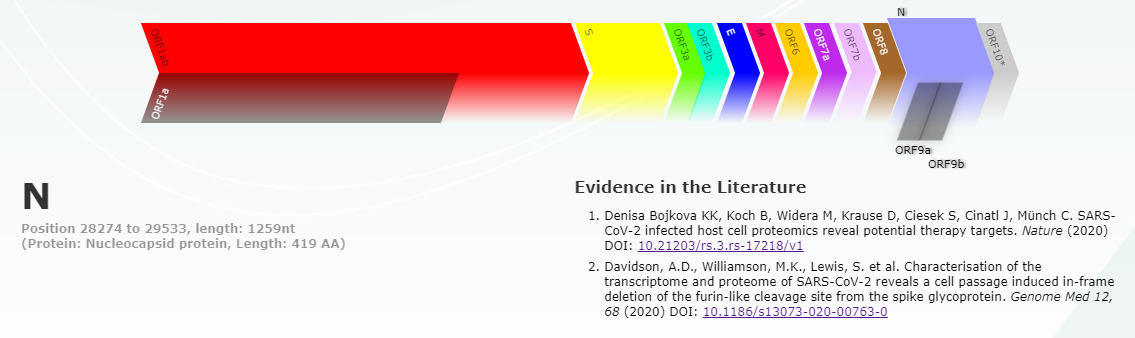 N
ORF1ab
S
ORF3a
ORF3b
E
M
ORF6
ORF7a
ORF7b
ORF8
ORF10*
ORF1a
ORF9a
ORF9b
N
Position 28274 to 29533, length: 1259nt
(Protein: Nucleocapsid protein, Length: 419 AA)
Evidence in the Literature
1. Denisa Bojkova KK, Koch B, Widera M, Krause D, Ciesek S, Cinatl J, Münch C. SARS-
CoV-2 infected host cell proteomics reveal potential therapy targets. Nature (2020)
DOI: 10.21203/rs.3.rs-17218/v1
2. Davidson, A.D., Williamson, M.K., Lewis, S. et al. Characterisation of the
transcriptome and proteome of SARS-CoV-2 reveals a cell passage induced in-frame
deletion of the furin-like cleavage site from the spike glycoprotein. Genome Med 12,
68 (2020) DOI: 10.1186/s13073-020-00763-0